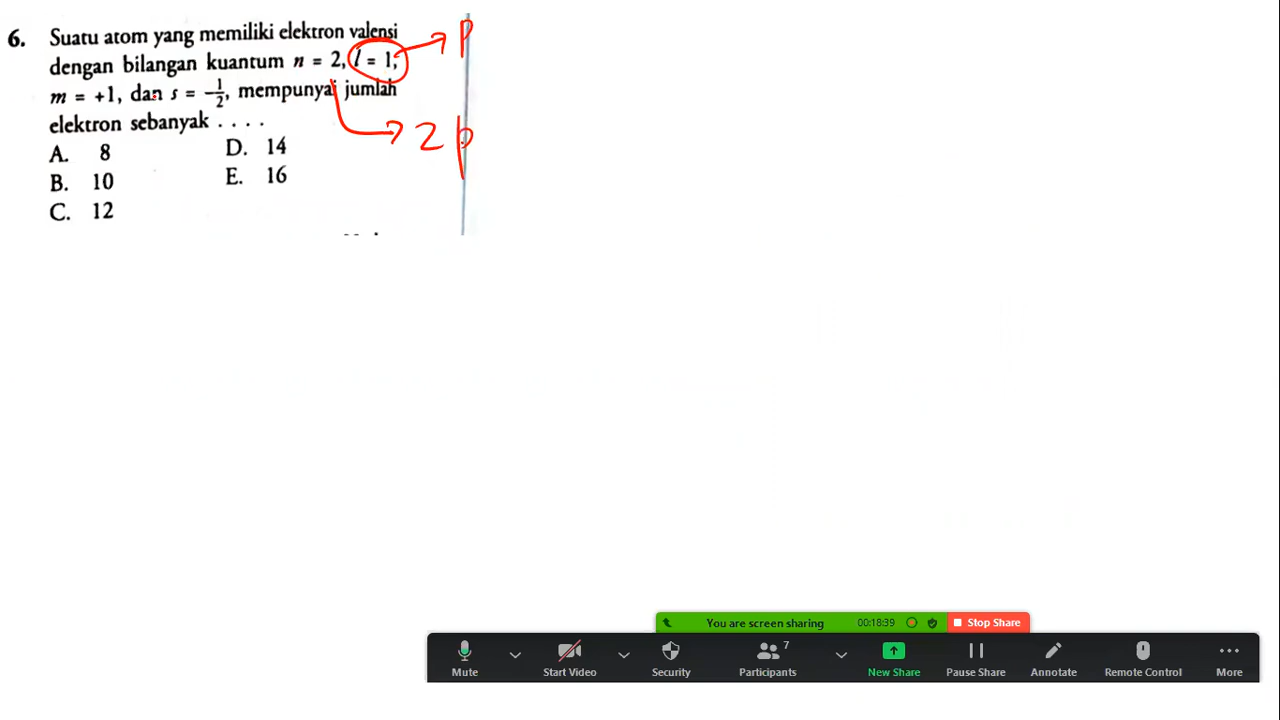 6. Suatu atom yang memiliki elektron valensi
dengan bilangan kuantum n = 2, l = 1,
m = +1, dan s = -1/2, mempunyai jumlah
elektron sebanyak . . . .
A. 8 D. 14
B. 10 E. 16
C. 12
p
2 p
You are screen sharing 00:18:39 Stop Share
7
Mute Start Video Security Participants New Share Pause Share Annotate Remote Control More